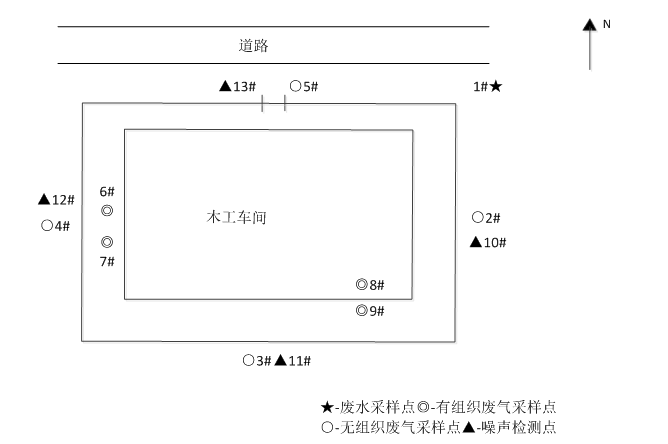 N
道路
▲13# ○5# 1#★
6#
◎
▲12#
○4#
木工车间
○2#
◎
▲10#
7#
◎8#
◎9#
○3#▲11#
★-废水采样点◎-有组织废气采样点
○-无组织废气采样点▲-噪声检测点